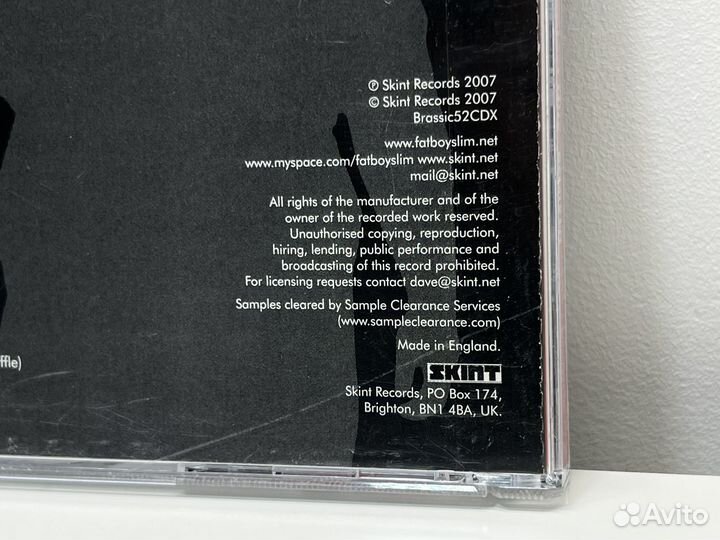 ℗ Skint Records 2007
© Skint Records 2007
Brassic52CDX
www.fatboyslim.net
www.myspace.com/fatboyslim www.skint.net
mail@skint.net
All rights of the manufacturer and of the
owner of the recorded work reserved.
Unauthorised copying, reproduction,
hiring, lending, public performance and
broadcasting of this record prohibited.
For licensing requests contact dave@skint.net
Samples cleared by Sample Clearance Services
(www.sampleclearance.com)
Made in England.
ffle)
SKINT
Skint Records, PO Box 174,
Brighton, BN1 4BA, UK.
Avito